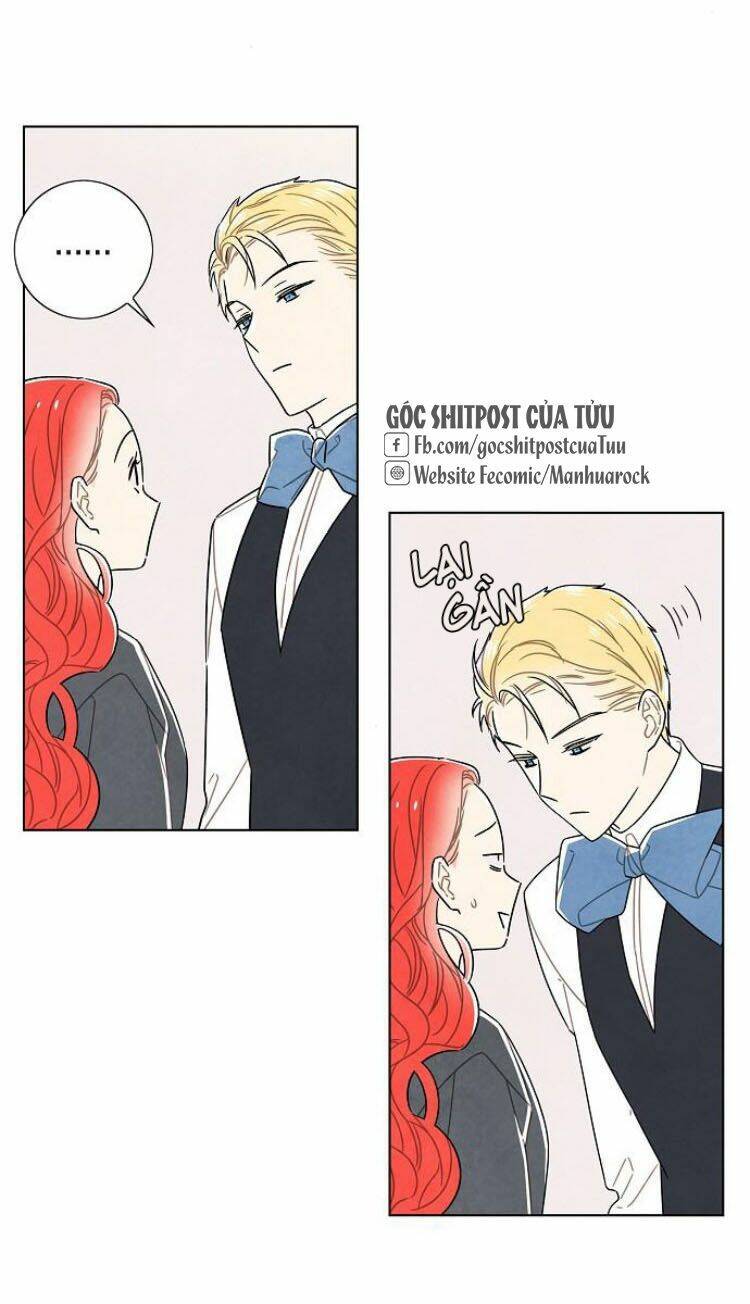 ......
GÓC SHITPOST CỦA TỬU
Fb.com/gocshitpostcuaTuu
Website Fecomic/Manhuarock
LẠI
GẦN